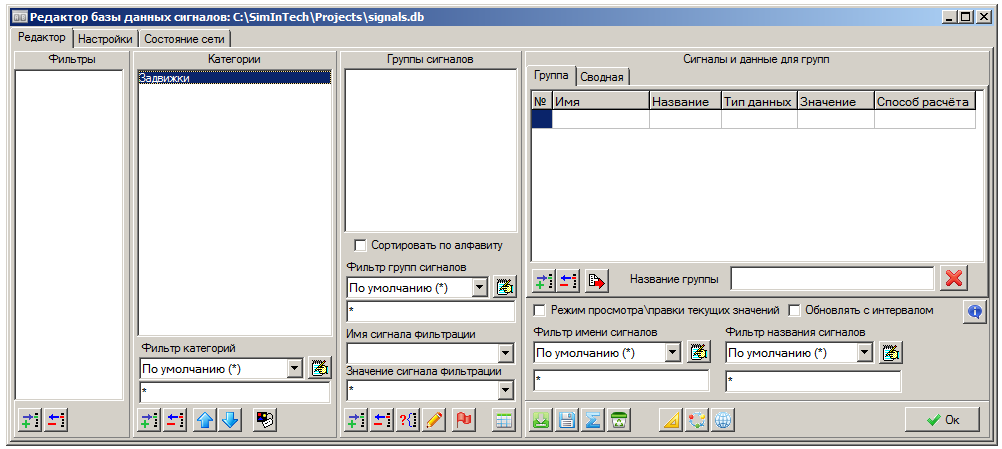 Редактор базы данных сигналов: C:\SimInTech\Projects\signals.db
Редактор Настройки Состояние сети
Фильтры
Категории
Задвижки
Фильтр категорий
По умолчанию (*)
*
Группы сигналов
Сортировать по алфавиту
Фильтр групп сигналов
По умолчанию (*)
*
Имя сигнала фильтрации
Значение сигнала фильтрации
*
Сигналы и данные для групп
Группа Сводная
№ Имя Название Тип данных Значение Способ расчёта
Название группы
Режим просмотра\правки текущих значений Обновлять с интервалом
Фильтр имени сигналов Фильтр названия сигналов
По умолчанию (*) По умолчанию (*)
* *
Ок